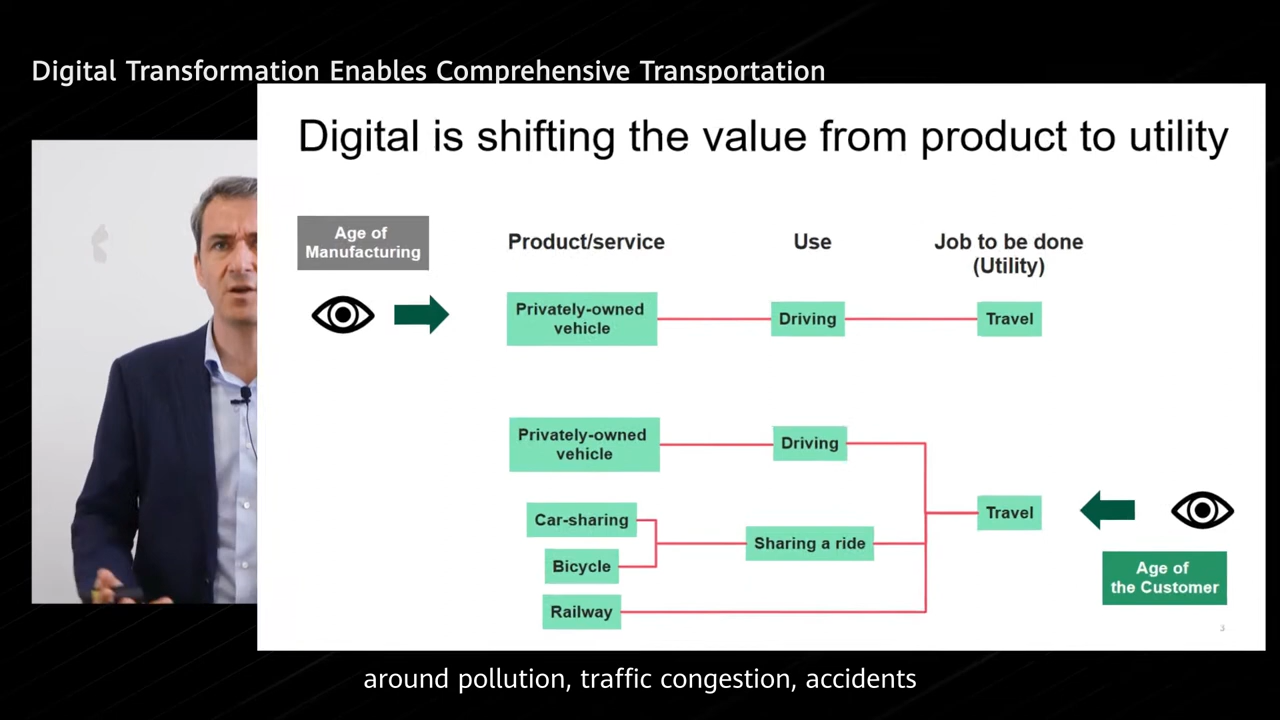 Digital Transformation Enables Comprehensive Transportation
Digital is shifting the value from product to utility
Age of
Manufacturing
Product/service
Use
Job to be done
(Utility)
Privately-owned
vehicle
Driving
Travel
Privately-owned
vehicle
Driving
Car-sharing
Bicycle
Sharing a ride
Railway
Travel
Age of
the Customer
3
around pollution, traffic congestion, accidents